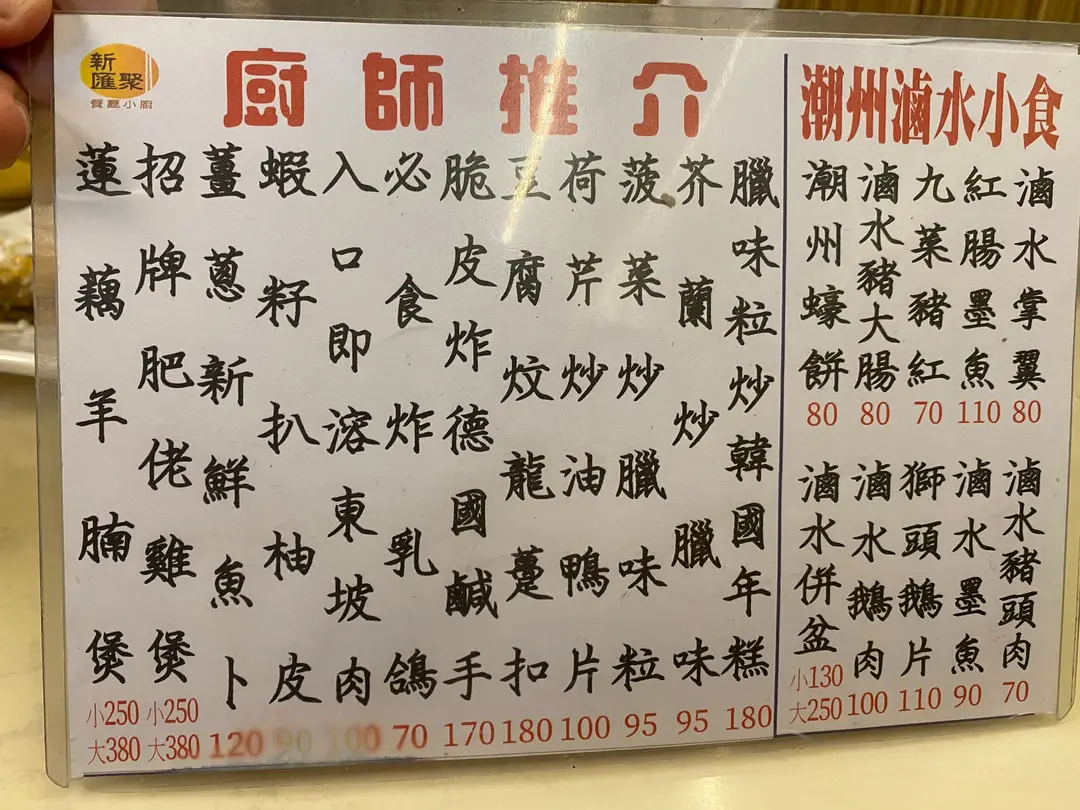 新
匯聚
餐廳小廚
廚師推介
臘味粒炒韓國年糕
180
芥蘭炒臘味
95
菠菜炒臘味粒
95
荷芹炒油鴨片
100
豆腐炆龍躉扣
180
脆皮炸德國鹹手
170
必食炸乳鴿
70
入口即溶東坡肉
100
蝦籽扒柚皮
90
薑蔥新鮮魚卜
120
招牌肥佬雞煲
小250
大380
蓮藕羊腩煲
小250
大380
潮州滷水小食
滷水掌翼
80
紅腸墨魚
110
九菜豬紅
70
滷水豬大腸
80
潮州蠔餅
80
滷水豬頭肉
70
滷水墨魚
90
獅頭鵝片
110
滷水鵝肉
100
滷水併盆
小130
大250